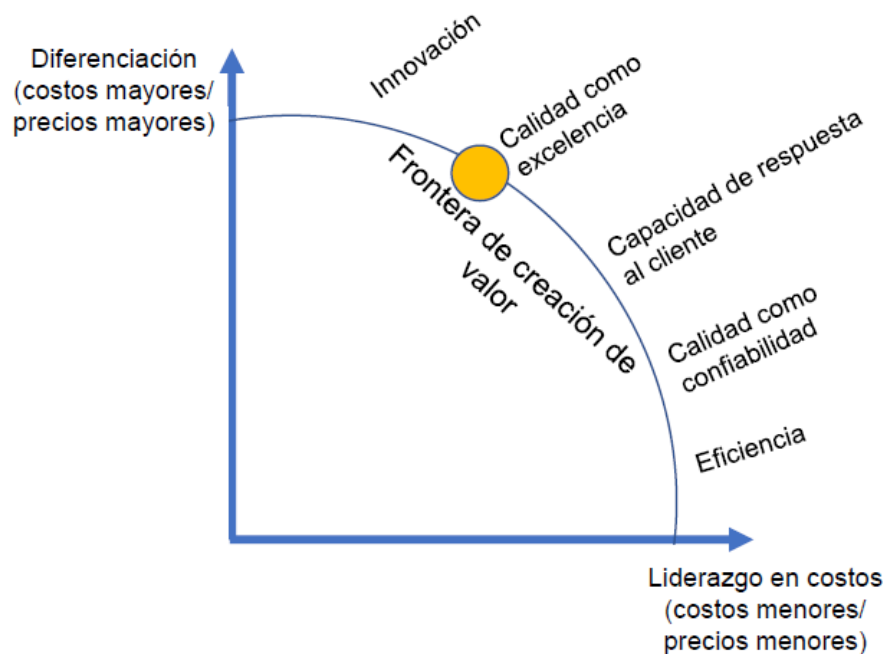 Diferenciación
(costos mayores/
precios mayores)
Innovación
Calidad como
excelencia
Frontera de creación de
valor
Capacidad de respuesta
al cliente
Calidad como
confiabilidad
Eficiencia
Liderazgo en costos
(costos menores/
precios menores)